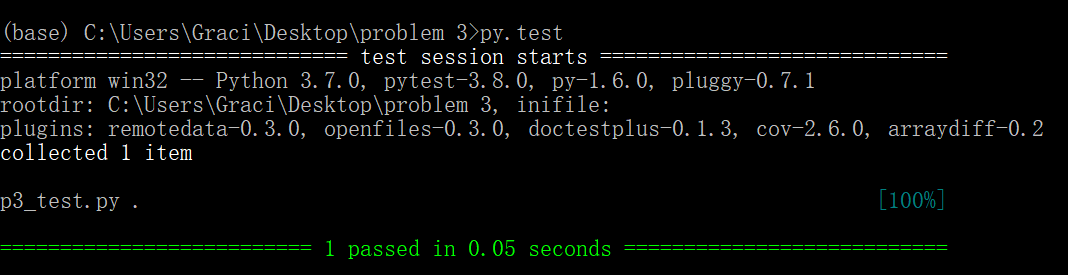 (base) C:\Users\Graci\Desktop\problem 3>py.test
============================= test session starts =============================
platform win32 -- Python 3.7.0, pytest-3.8.0, py-1.6.0, pluggy-0.7.1
rootdir: C:\Users\Graci\Desktop\problem 3, inifile:
plugins: remotedata-0.3.0, openfiles-0.3.0, doctestplus-0.1.3, cov-2.6.0, arraydiff-0.2
collected 1 item
p3_test.py . [100%]
========================== 1 passed in 0.05 seconds ===========================